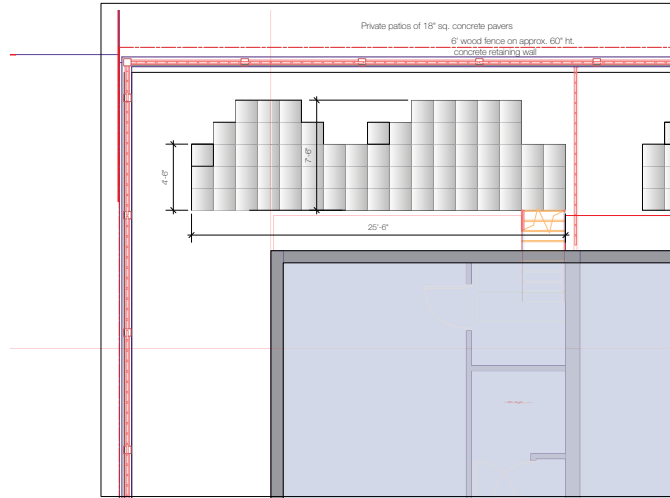 Private patios of 18" sq. concrete pavers
6' wood fence on approx. 60" ht.
concrete retaining wall
7'-6"
4'-6"
25'-6"